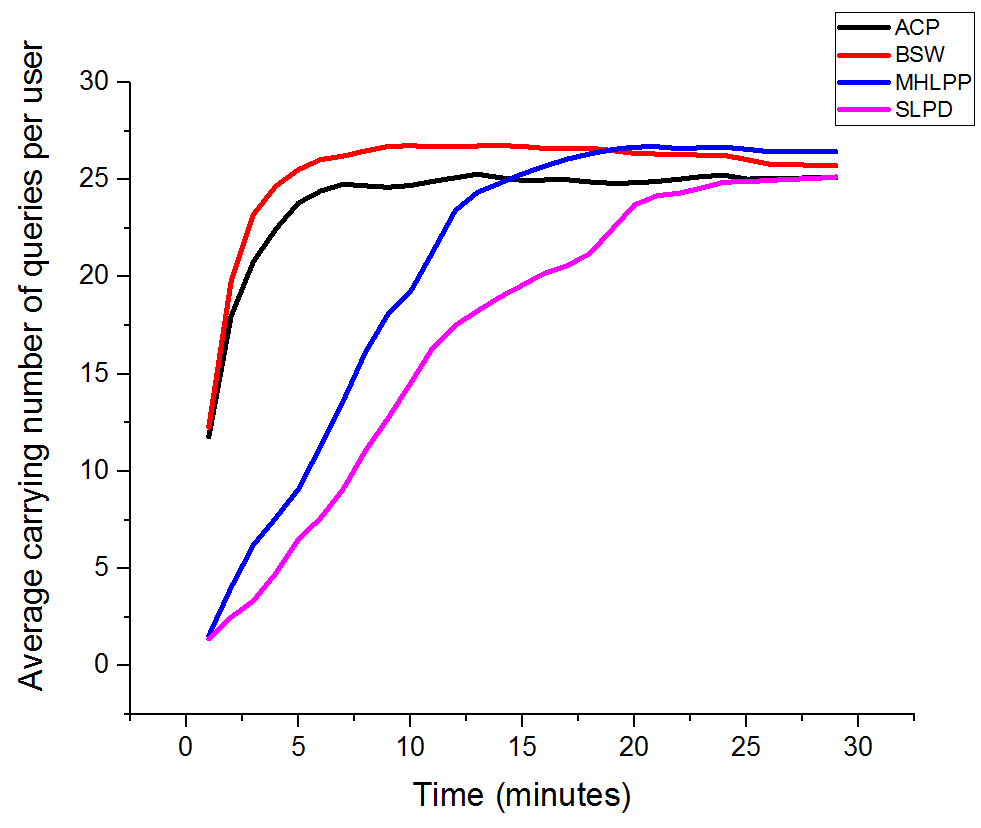 ACP
BSW
MHLPP
SLPD
Average carrying number of queries per user
30
25
20
15
10
5
0
0 5 10 15 20 25 30
Time (minutes)